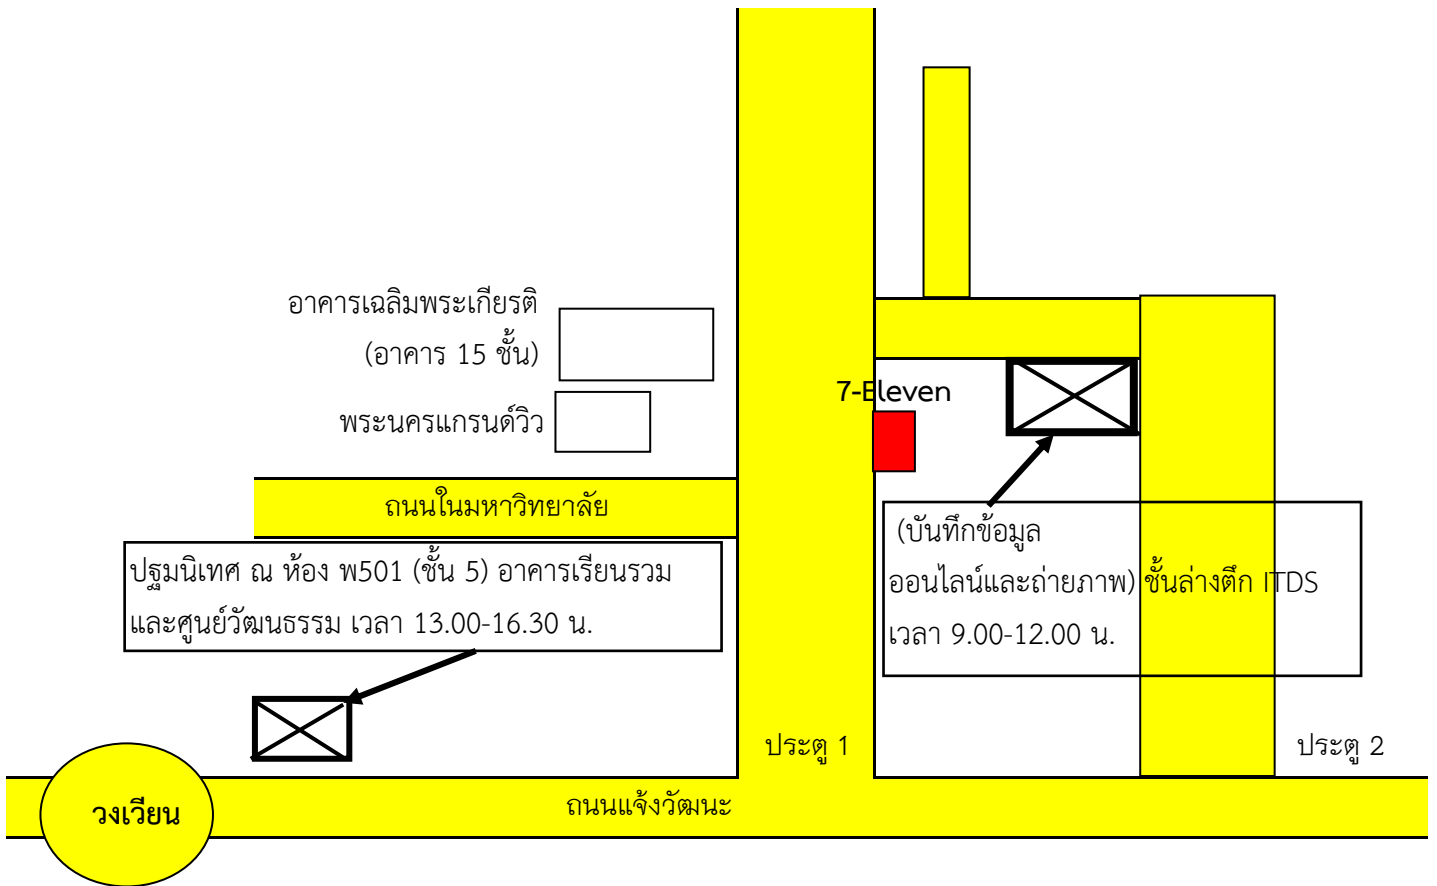 อาคารเฉลิมพระเกียรติ
(อาคาร 15 ชั้น)
7-Eleven
พระนครแกรนด์วิว
ถนนในมหาวิทยาลัย
(บันทึกข้อมูล
ออนไลน์และถ่ายภาพ) ชั้นล่างตึก ITDS
เวลา 9.00-12.00 น.
ปฐมนิเทศ ณ ห้อง พ501 (ชั้น 5) อาคารเรียนรวม
และศูนย์วัฒนธรรม เวลา 13.00-16.30 น.
ประตู 1
ประตู 2
วงเวียน
ถนนแจ้งวัฒนะ